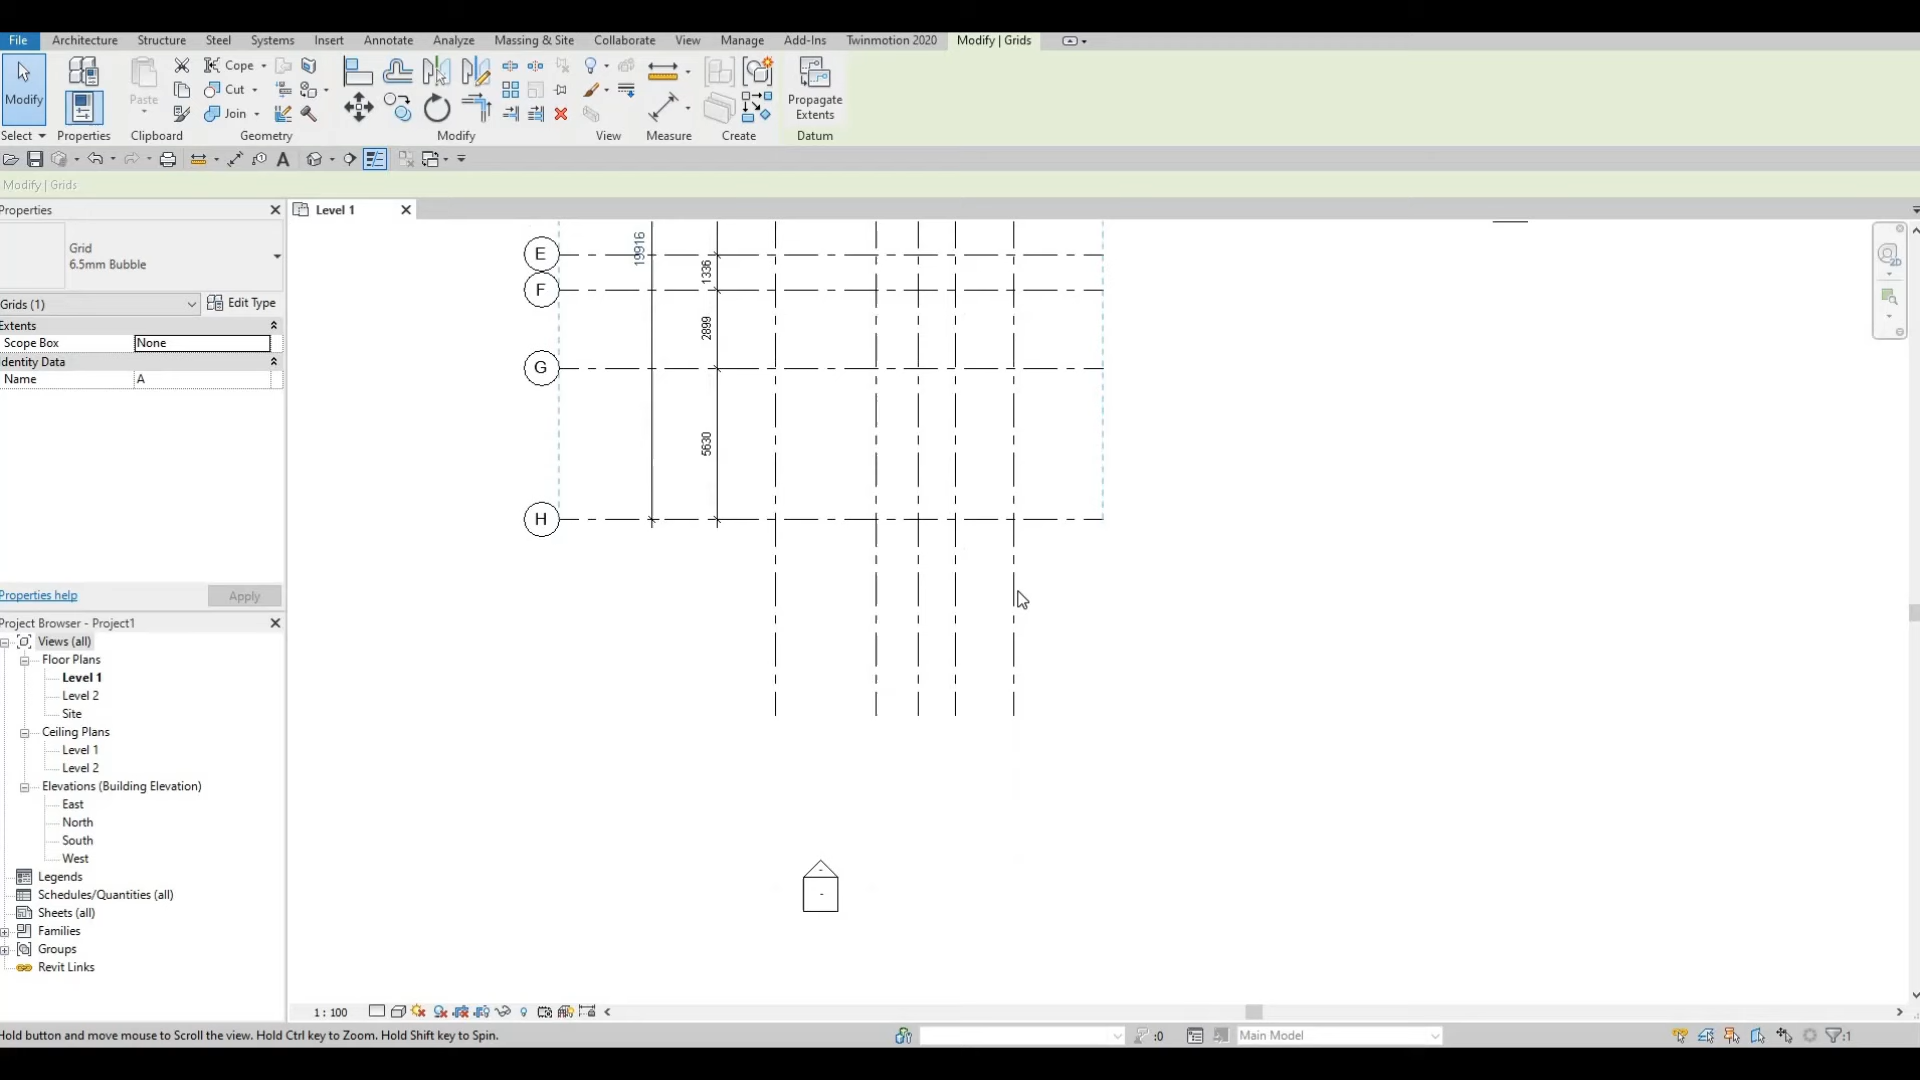 File Architecture Structure Steel Systems Insert Annotate Analyze Massing & Site Collaborate View Manage Add-Ins Twinmotion 2020 Modify | Grids
Modify
Paste
Cope
Cut
Join
Propagate
Extents
Select Properties Clipboard Geometry Modify View Measure Create Datum
A
Modify | Grids
Properties
Level 1
Grid
6.5mm Bubble
Grids (1) Edit Type
Extents
Scope Box None
Identity Data
Name A
Properties help Apply
Project Browser - Project1
Views (all)
Floor Plans
Level 1
Level 2
Site
Ceiling Plans
Level 1
Level 2
Elevations (Building Elevation)
East
North
South
West
Legends
Schedules/Quantities (all)
Sheets (all)
Families
Groups
Revit Links
E
F
G
H
19916
1336
2899
5630
2D
1 : 100
Hold button and move mouse to Scroll the view. Hold Ctrl key to Zoom. Hold Shift key to Spin.
:0
Main Model
:1